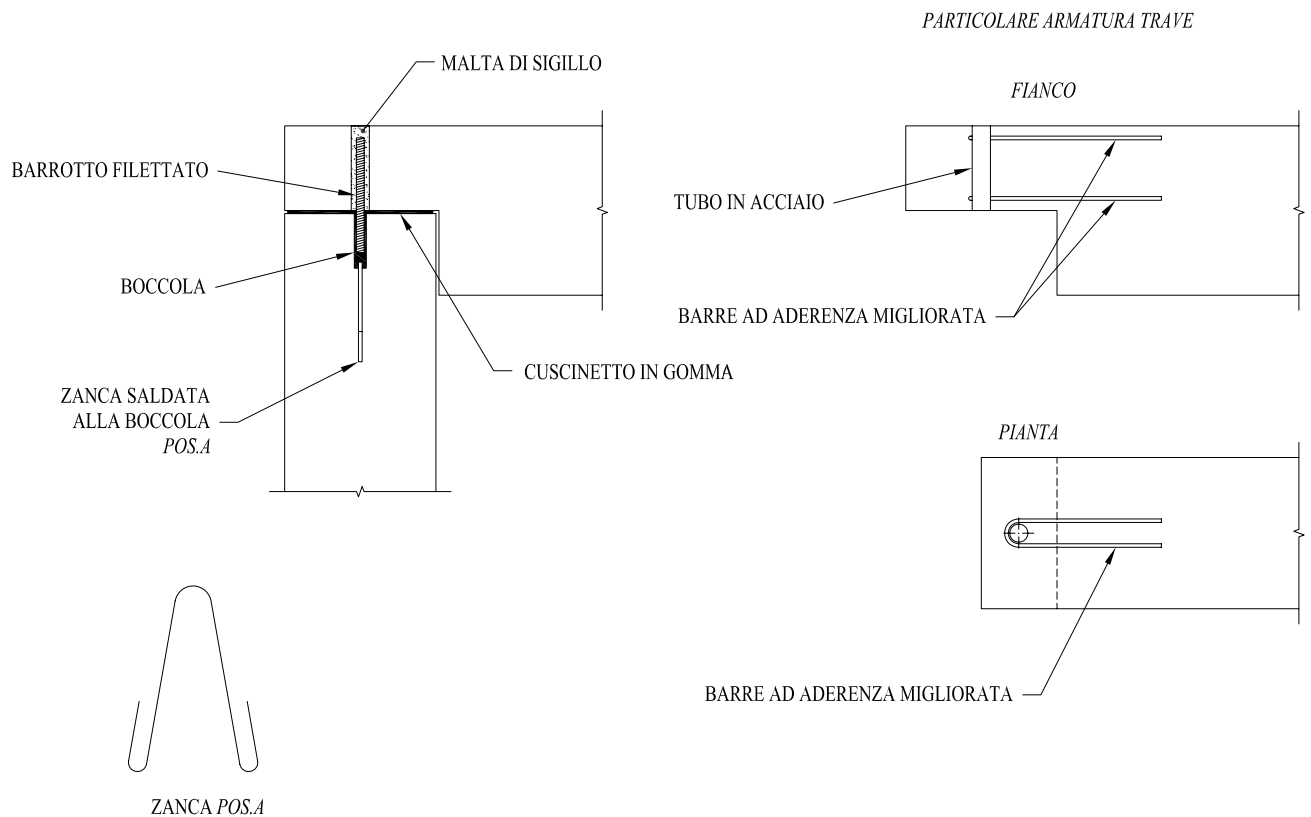 PARTICOLARE ARMATURA TRAVE
MALTA DI SIGILLO
FIANCO
BARROTTO FILETTATO
TUBO IN ACCIAIO
BOCCOLA
BARRE AD ADERENZA MIGLIORATA
CUSCINETTO IN GOMMA
ZANCA SALDATA
ALLA BOCCOLA
POS.A
PIANTA
BARRE AD ADERENZA MIGLIORATA
ZANCA POS.A